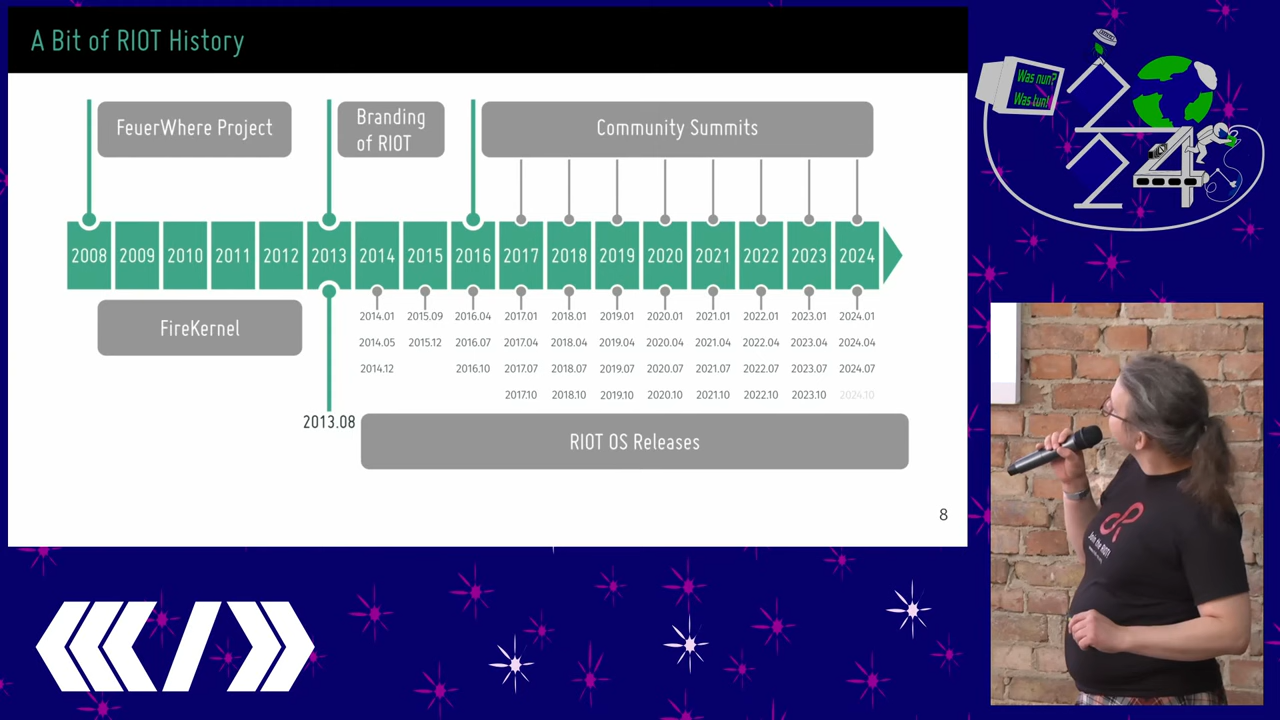 A Bit of RIOT History
FeuerWhere Project
Branding
of RIOT
Community Summits
2008 2009 2010 2011 2012 2013 2014 2015 2016 2017 2018 2019 2020 2021 2022 2023 2024
FireKernel
2014.01 2015.09 2016.04 2017.01 2018.01 2019.01 2020.01 2021.01 2022.01 2023.01 2024.01
2014.05 2015.12 2016.07 2017.04 2018.04 2019.04 2020.04 2021.04 2022.04 2023.04 2024.04
2014.12 2016.10 2017.07 2018.07 2019.07 2020.07 2021.07 2022.07 2023.07 2024.07
2017.10 2018.10 2019.10 2020.10 2021.10 2022.10 2023.10 2024.10
2013.08
RIOT OS Releases
8
Was nun?
Was tun!
2
2
24
Join the RIOT!